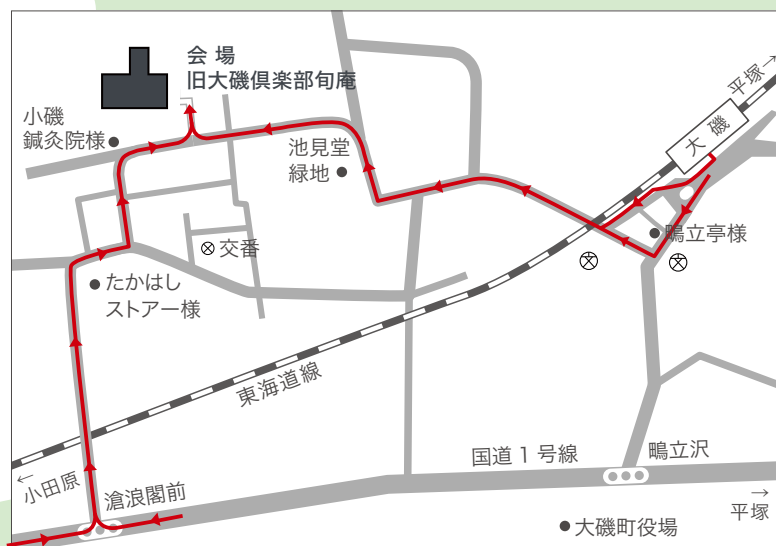 会 場
旧大磯倶楽部旬庵
平塚→
大 磯
小磯
鍼灸院様
池見堂
緑地
鴫立亭様
交番
たかはし
ストアー様
東海道線
国道1号線
鴫立沢
←
小田原
滄浪閣前
→
平塚
大磯町役場